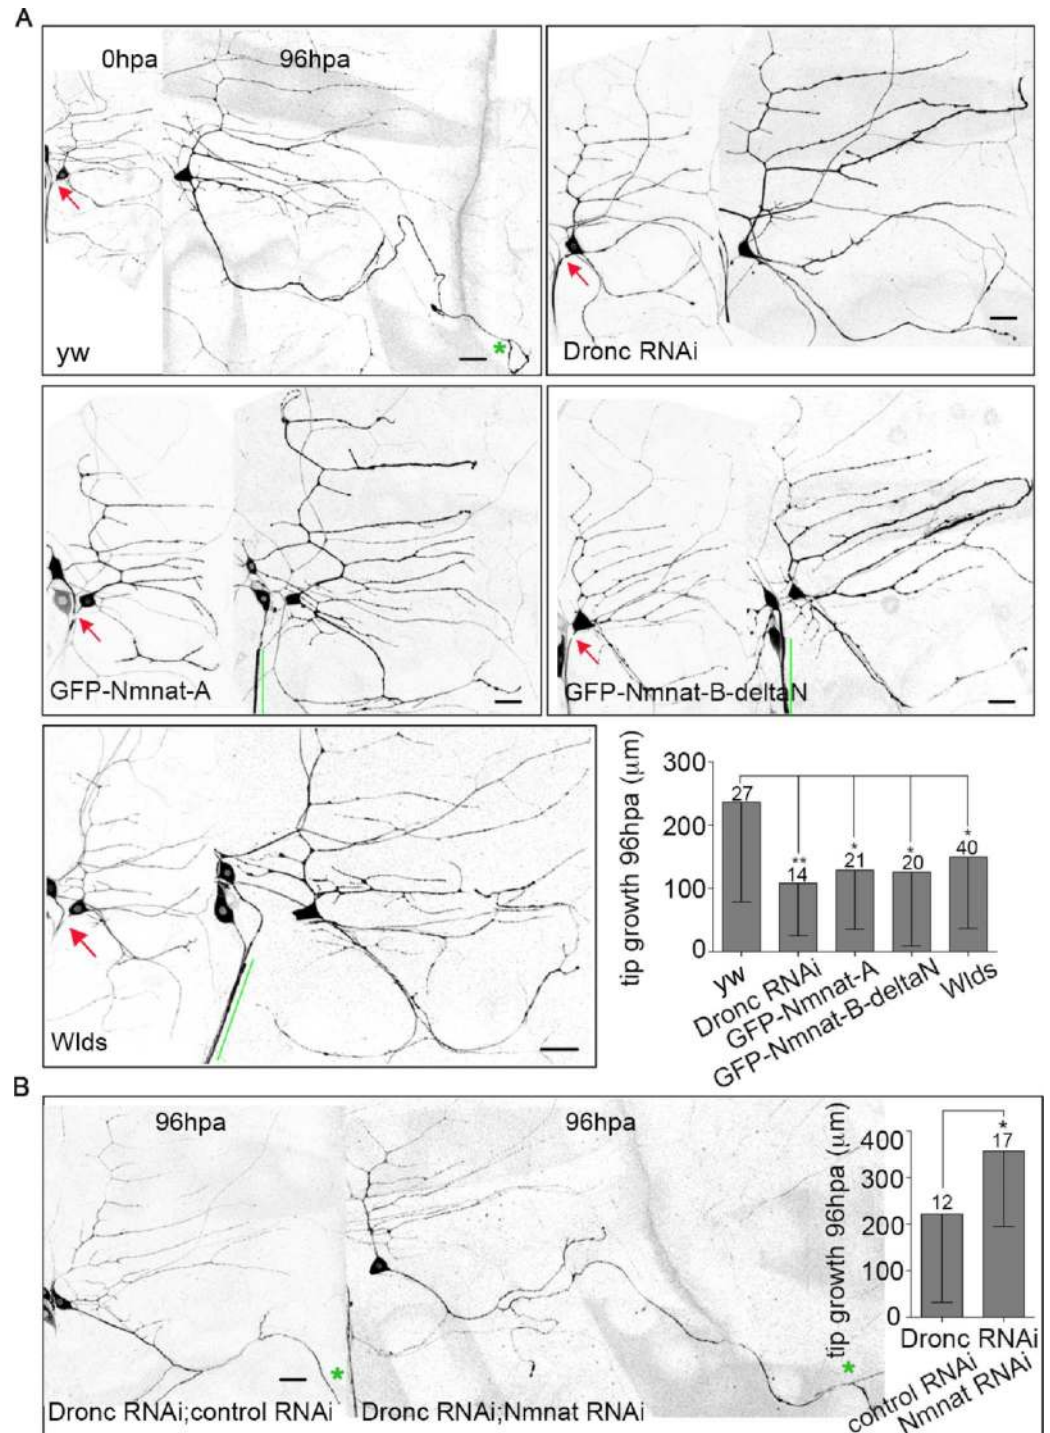 A
0hpa 96hpa
yw
Dronc RNAi
GFP-Nmnat-A
GFP-Nmnat-B-deltaN
Wlds
tip growth 96hpa (μm)
300
200
100
0
27
**
14
*
21
*
20
*
40
yw
Dronc RNAi
GFP-Nmnat-A
GFP-Nmnat-B-deltaN
Wlds
B
96hpa 96hpa
Dronc RNAi;control RNAi
Dronc RNAi;Nmnat RNAi
tip growth 96hpa (μm)
400
300
200
100
0
12
*
17
Dronc RNAi
control RNAi
Nmnat RNAi